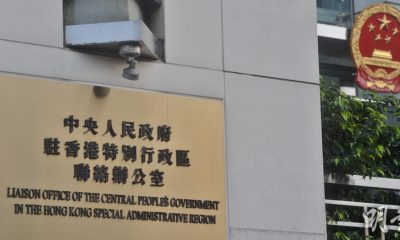 中央人民政府
駐香港特別行政區
聯絡辦公室
LIAISON OFFICE OF THE CENTRAL PEOPLE'S GOVERNMENT
IN THE HONG KONG SPECIAL ADMINISTRATIVE REGION
明